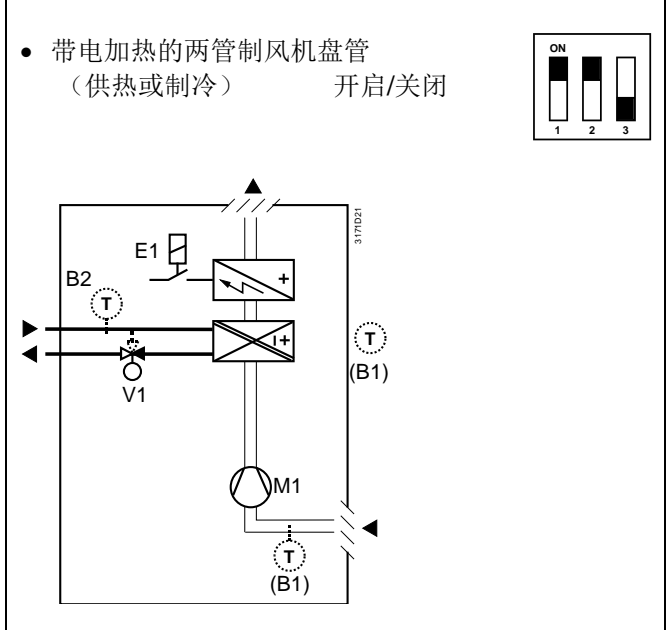 • 带电加热的两管制风机盘管
（供热或制冷） 开启/关闭
ON
1 2 3
3171D21
E1
+
B2
T
I+
T
(B1)
V1
M1
T
(B1)